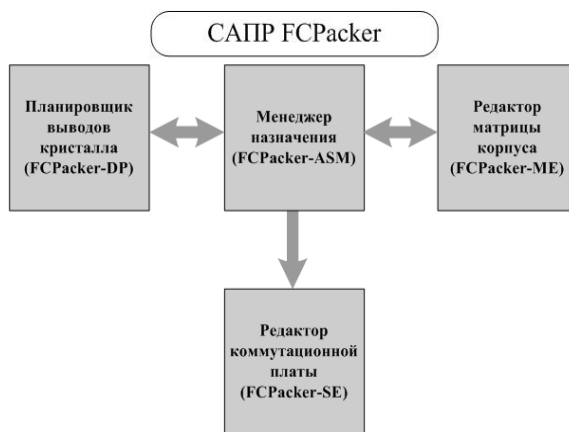 САПР FCPacker
Планировщик
выводов
кристалла
(FCPacker-DP)
Менеджер
назначения
(FCPacker-ASM)
Редактор
матрицы
корпуса
(FCPacker-ME)
Редактор
коммутационной
платы
(FCPacker-SE)